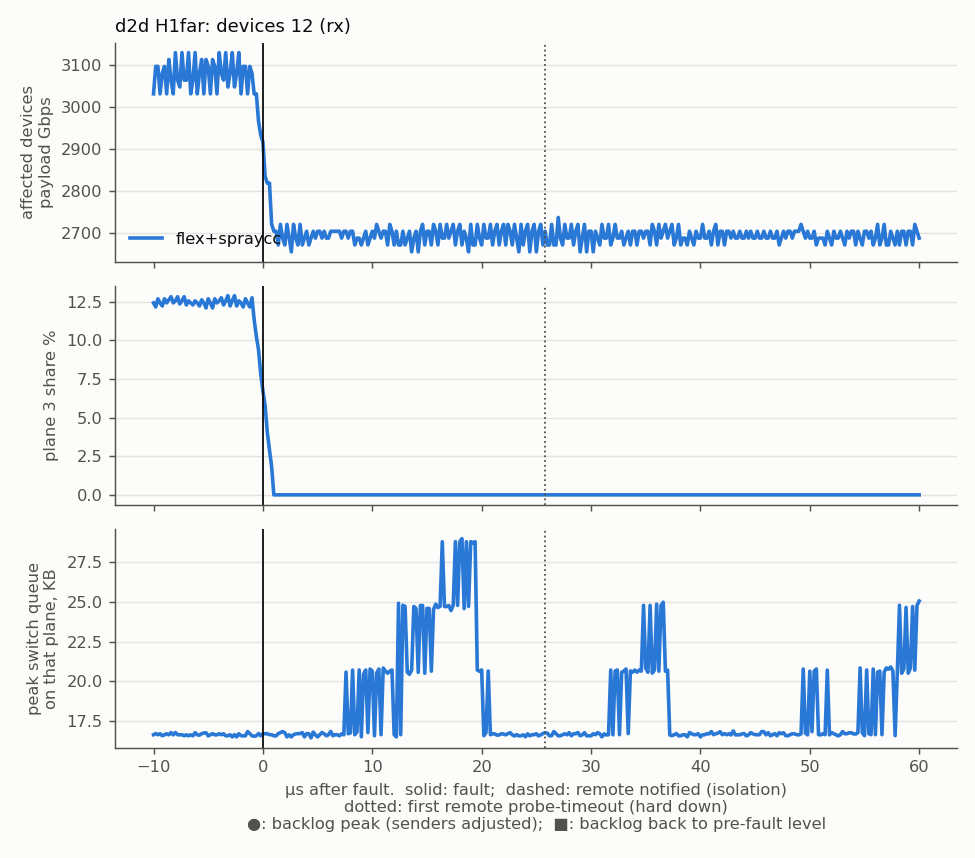 d2d H1far: devices 12 (rx)
affected devices
payload Gbps
3100
3000
2900
2800
2700
flex+spraycc
plane 3 share %
12.5
10.0
7.5
5.0
2.5
0.0
peak switch queue
on that plane, KB
27.5
25.0
22.5
20.0
17.5
−10 0 10 20 30 40 50 60
µs after fault.  solid: fault;  dashed: remote notified (isolation)
dotted: first remote probe-timeout (hard down)
●: backlog peak (senders adjusted);  ■: backlog back to pre-fault level